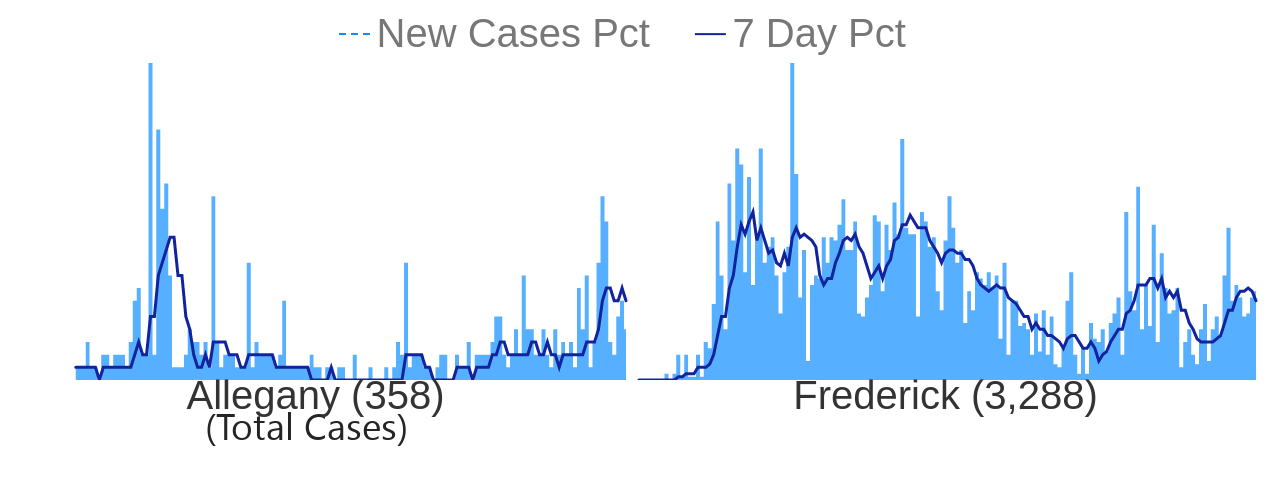 New Cases Pct 7 Day Pct
Allegany (358) Frederick (3,288)
(Total Cases)